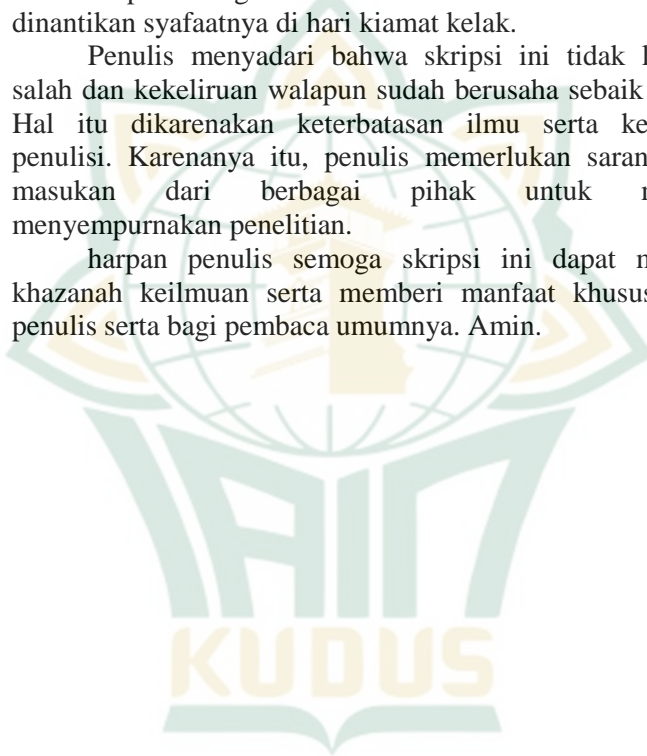 dinantikan syafaatnya di hari kiamat kelak.
Penulis menyadari bahwa skripsi ini tidak
salah dan kekeliruan walapun sudah berusaha sebaik
Hal itu dikarenakan keterbatasan ilmu serta
penulisi. Karenanya itu, penulis memerlukan saran
masukan dari berbagai pihak untuk
menyempurnakan penelitian.
harpan penulis semoga skripsi ini dapat
khazanah keilmuan serta memberi manfaat
penulis serta bagi pembaca umumnya. Amin.
IAIN
KUDUS